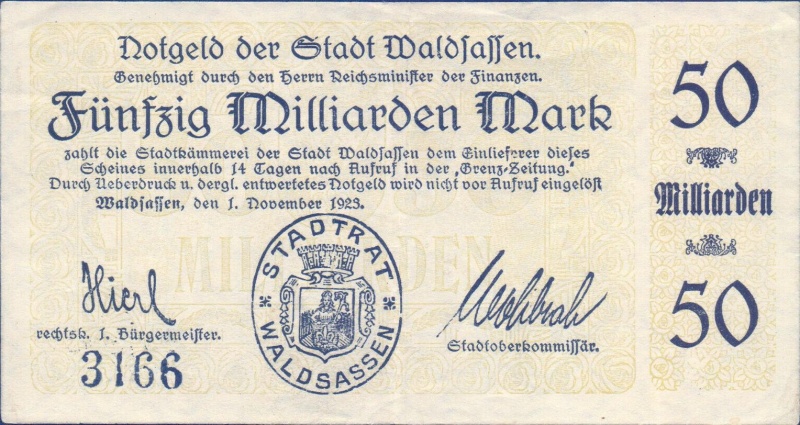 Notgeld der Stadt Waldsassen.
Genehmigt durch den Herrn Reichsminister der Finanzen.
Fünfzig Milliarden Mark
zahlt die Stadtkämmerei der Stadt Waldsassen dem Einlieferer dieses
Scheines innerhalb 14 Tagen nach Aufruf in der „Grenz-Zeitung.“
Durch Ueberdruck u. dergl. entwertetes Notgeld wird nicht vor Aufruf eingelöst
Waldsassen, den 1. November 1923.
STADTRAT
WALDSASSEN
Hierl
rechtsk. 1. Bürgermeister.
3166
Stadtoberkommissär.
50
Milliarden
50
MILLIARDEN